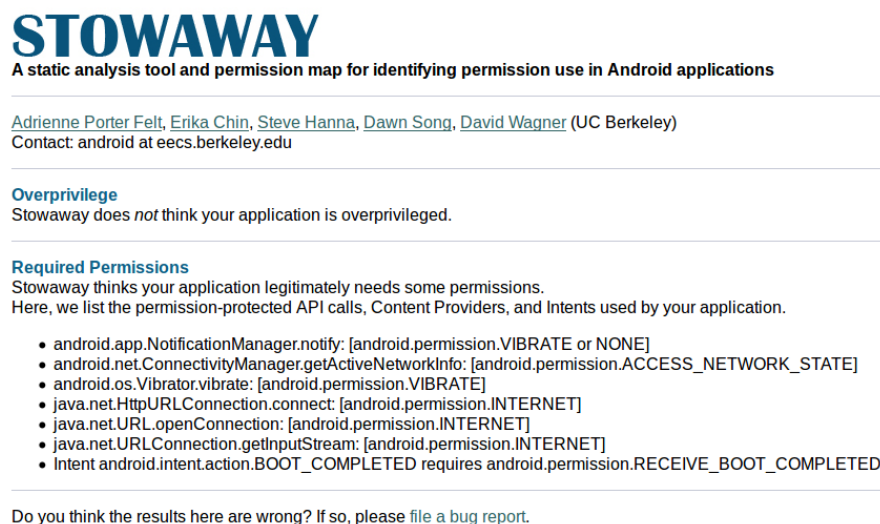 STOWAWAY
A static analysis tool and permission map for identifying permission use in Android applications
Adrienne Porter Felt, Erika Chin, Steve Hanna, Dawn Song, David Wagner (UC Berkeley)
Contact: android at eecs.berkeley.edu
Overprivilege
Stowaway does not think your application is overprivileged.
Required Permissions
Stowaway thinks your application legitimately needs some permissions.
Here, we list the permission-protected API calls, Content Providers, and Intents used by your application.
• android.app.NotificationManager.notify: [android.permission.VIBRATE or NONE]
• android.net.ConnectivityManager.getActiveNetworkInfo: [android.permission.ACCESS_NETWORK_STATE]
• android.os.Vibrator.vibrate: [android.permission.VIBRATE]
• java.net.HttpURLConnection.connect: [android.permission.INTERNET]
• java.net.URL.openConnection: [android.permission.INTERNET]
• java.net.URLConnection.getInputStream: [android.permission.INTERNET]
• Intent android.intent.action.BOOT_COMPLETED requires android.permission.RECEIVE_BOOT_COMPLETED
Do you think the results here are wrong? If so, please file a bug report.